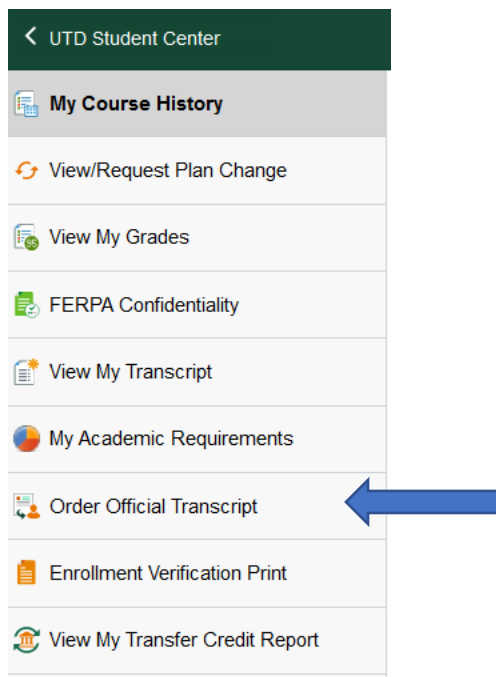 UTD Student Center
My Course History
View/Request Plan Change
95
View My Grades
FERPA Confidentiality
View My Transcript
My Academic Requirements
Order Official Transcript
Enrollment Verification Print
View My Transfer Credit Report